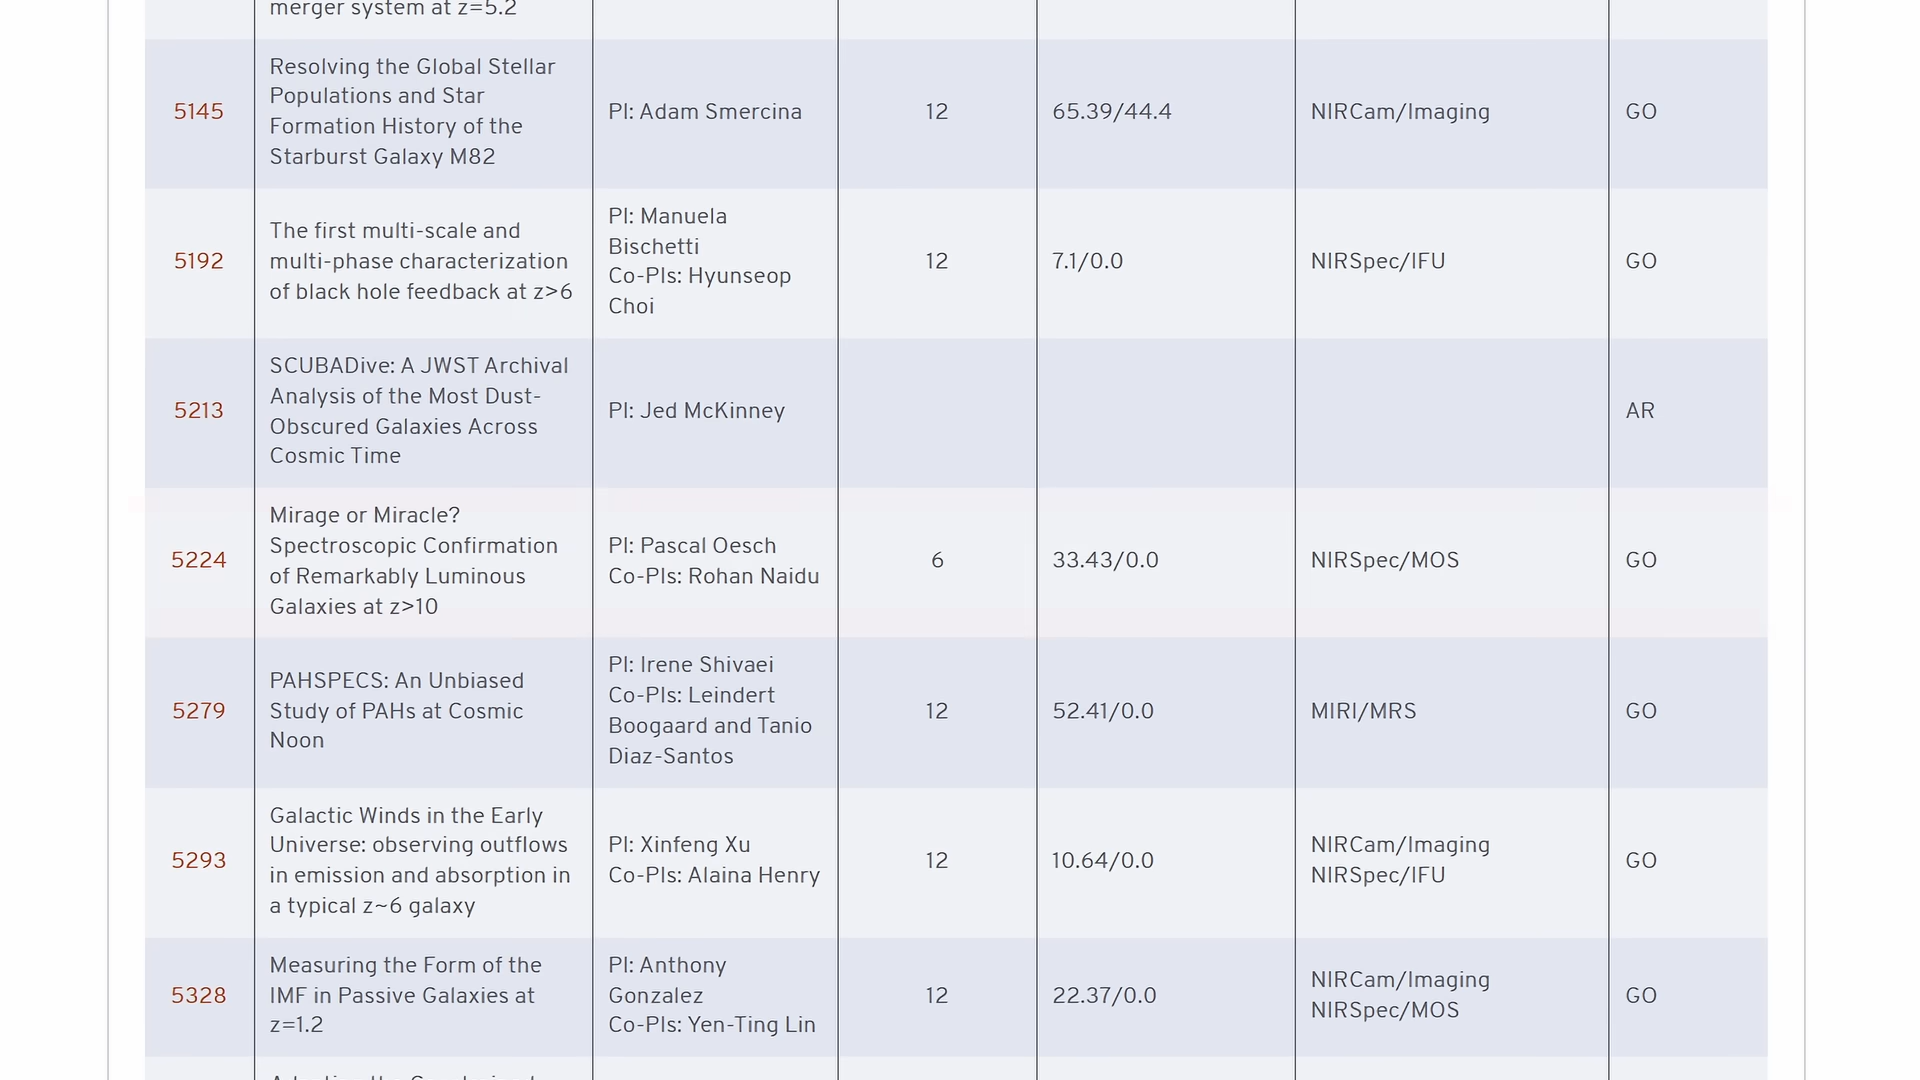 merger system at z=5.2
5145
Resolving the Global Stellar
Populations and Star
Formation History of the
Starburst Galaxy M82
PI: Adam Smercina
12
65.39/44.4
NIRCam/Imaging
GO
5192
The first multi-scale and
multi-phase characterization
of black hole feedback at z>6
PI: Manuela
Bischetti
Co-PIs: Hyunseop
Choi
12
7.1/0.0
NIRSpec/IFU
GO
5213
SCUBADive: A JWST Archival
Analysis of the Most Dust-
Obscured Galaxies Across
Cosmic Time
PI: Jed McKinney
AR
5224
Mirage or Miracle?
Spectroscopic Confirmation
of Remarkably Luminous
Galaxies at z>10
PI: Pascal Oesch
Co-PIs: Rohan Naidu
6
33.43/0.0
NIRSpec/MOS
GO
5279
PAHSPECS: An Unbiased
Study of PAHs at Cosmic
Noon
PI: Irene Shivaei
Co-PIs: Leindert
Boogaard and Tanio
Diaz-Santos
12
52.41/0.0
MIRI/MRS
GO
5293
Galactic Winds in the Early
Universe: observing outflows
in emission and absorption in
a typical z~6 galaxy
PI: Xinfeng Xu
Co-PIs: Alaina Henry
12
10.64/0.0
NIRCam/Imaging
NIRSpec/IFU
GO
5328
Measuring the Form of the
IMF in Passive Galaxies at
z=1.2
PI: Anthony
Gonzalez
Co-PIs: Yen-Ting Lin
12
22.37/0.0
NIRCam/Imaging
NIRSpec/MOS
GO